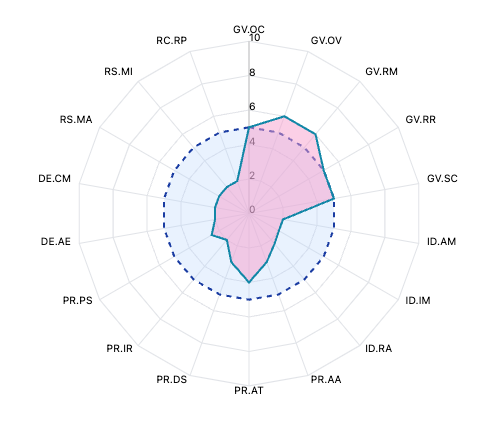 GV.OC
GV.OV
GV.RM
GV.RR
GV.SC
ID.AM
ID.IM
ID.RA
PR.AA
PR.AT
PR.DS
PR.IR
PR.PS
DE.AE
DE.CM
RS.MA
RS.MI
RC.RP
10
8
6
4
2
0